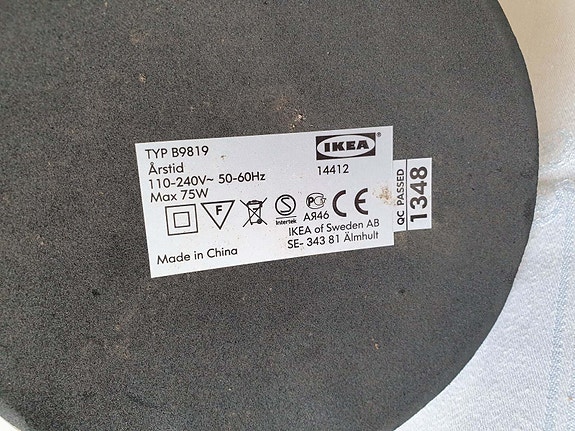 TYP B9819
Årstid
110-240V~ 50-60Hz
Max 75W
IKEA
®
14412
F
S
Intertek
PC
АЯ46
CE
IKEA of Sweden AB
SE- 343 81 Älmhult
Made in China
QC PASSED
1348